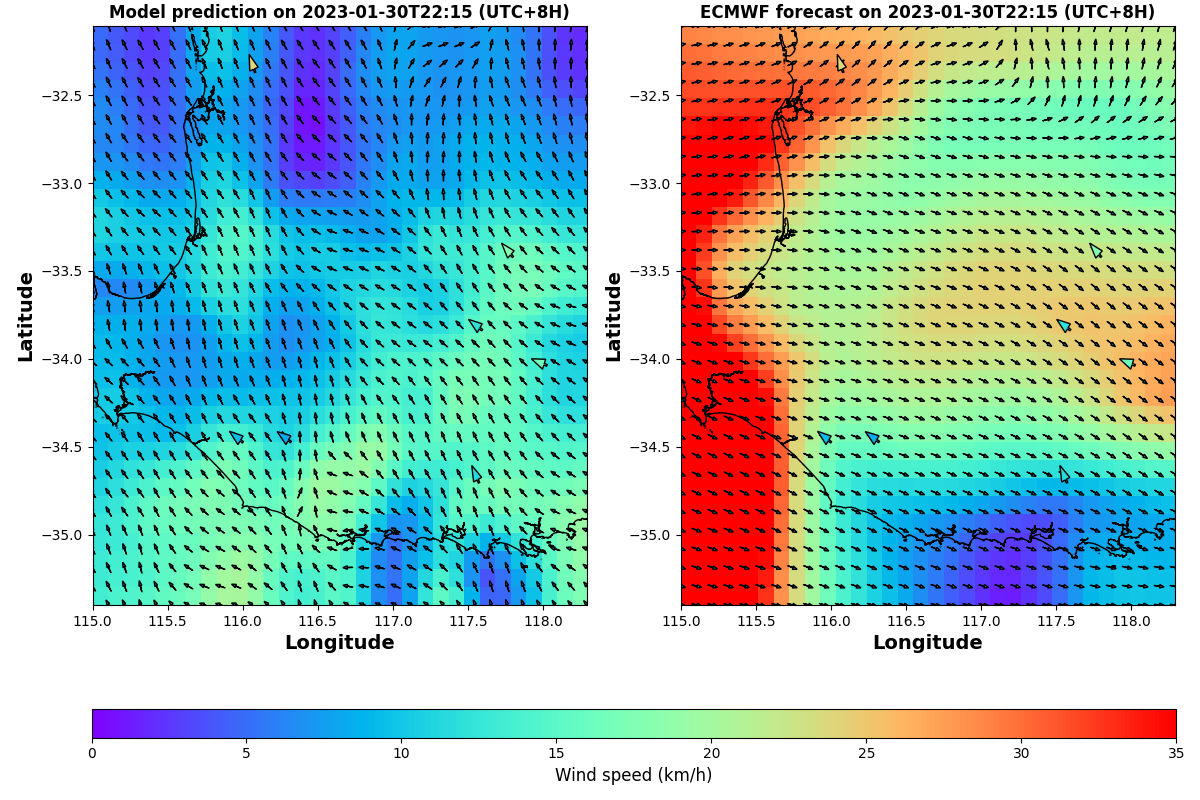 Model prediction on 2023-01-30T22:15 (UTC+8H)
ECMWF forecast on 2023-01-30T22:15 (UTC+8H)
Latitude
−32.5
−33.0
−33.5
−34.0
−34.5
−35.0
115.0 115.5 116.0 116.5 117.0 117.5 118.0
Longitude
Latitude
−32.5
−33.0
−33.5
−34.0
−34.5
−35.0
115.0 115.5 116.0 116.5 117.0 117.5 118.0
Longitude
0 5 10 15 20 25 30 35
Wind speed (km/h)